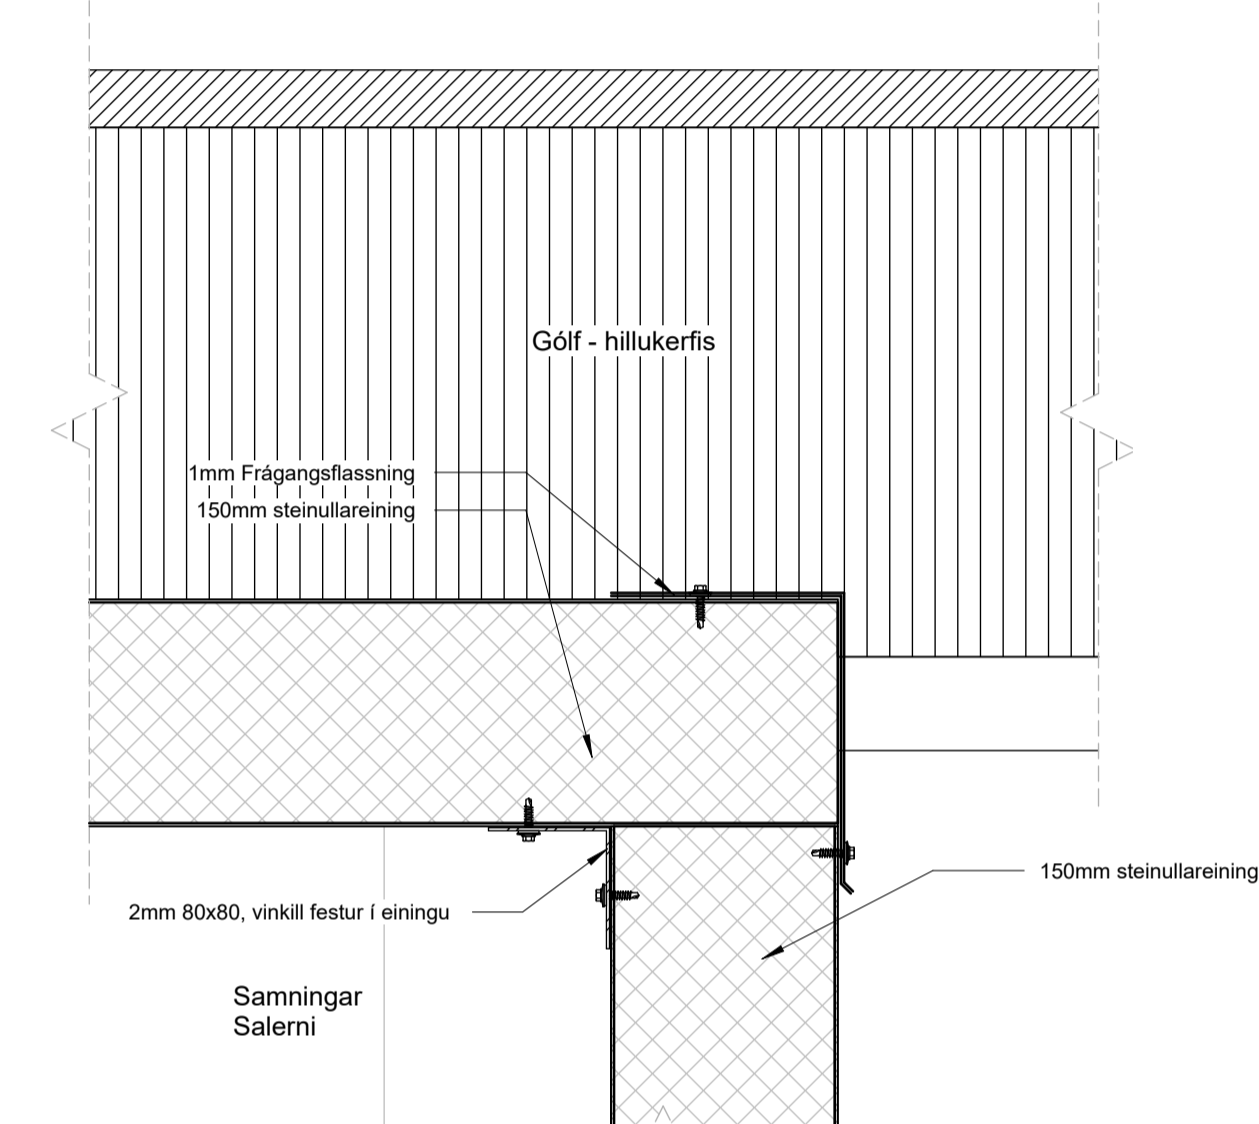 Gólf - hillukerfis
1mm Frágangsflassning
150mm steinullareining
150mm steinullareining
2mm 80x80, vinkill festur í einingu
Samningar
Salerni